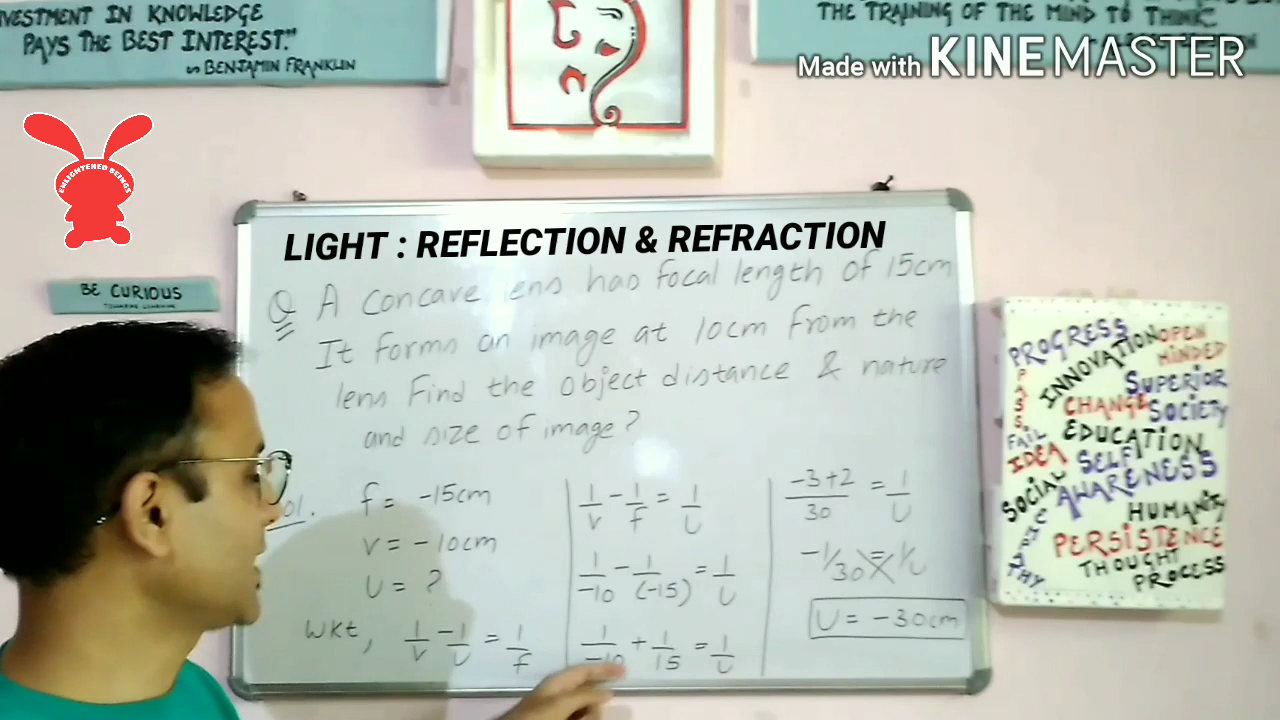 VESTMENT IN KNOWLEDGE
PAYS THE BEST INTEREST."
BENJAMIN FRANKLIN
THE TRAINING OF THE MIND TO THINK
Made with KINEMASTER
ENLIGHTENED BEINGS
BE CURIOUS
LIGHT : REFLECTION & REFRACTION
Q A concave lens has focal length of 15cm
It forms an image at 10cm from the
lens Find the object distance & nature
and size of image?
Sol.
f = -15cm
v = -10cm
U = ?
WKT, 1/v - 1/U = 1/f
1/v - 1/f = 1/U
1/-10 - 1/(-15) = 1/U
1/-10 + 1/15 = 1/U
-3+2/30 = 1/U
-1/30 = 1/U
U = -30cm
PROGRESS
INNOVATION
OPEN
MINDED
PASS
FAIL
IDEA
SUPERIOR
CHANGE
SOCIETY
EDUCATION
SELF
AWARENESS
SOCIAL
HUMANITY
PERSISTENCE
THOUGHT
PROCESS